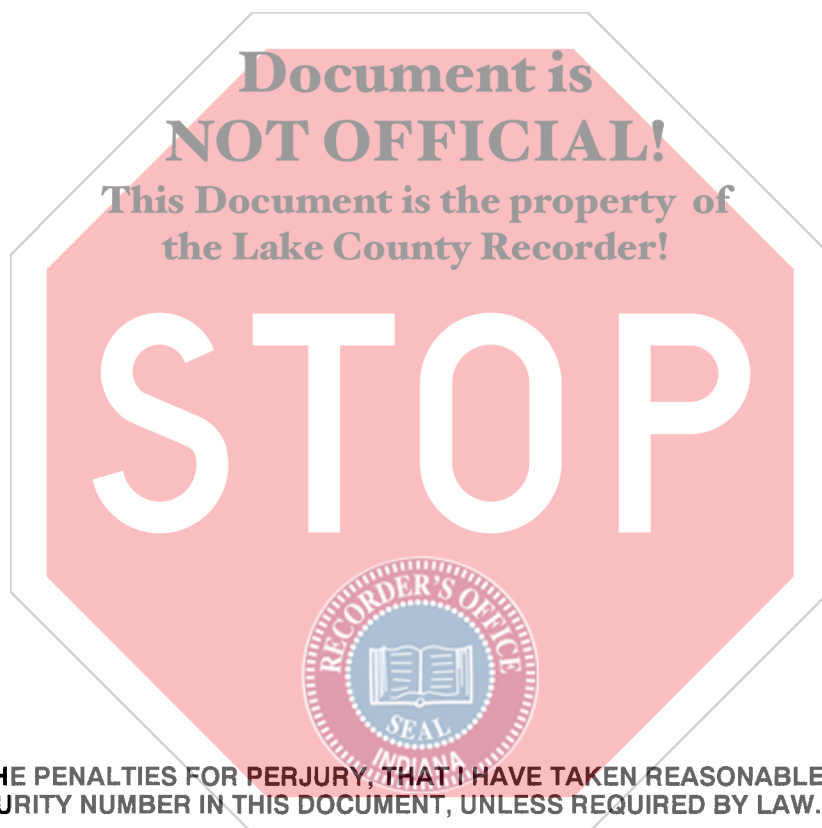 Document is
NOT OFFICIAL!
This Document is the property of
the Lake County Recorder!
STOP
RECORDER'S OFFICE
SEAL
INDIANA
HE PENALTIES FOR PERJURY, THAT I HAVE TAKEN REASONABLE
URITY NUMBER IN THIS DOCUMENT, UNLESS REQUIRED BY LAW.